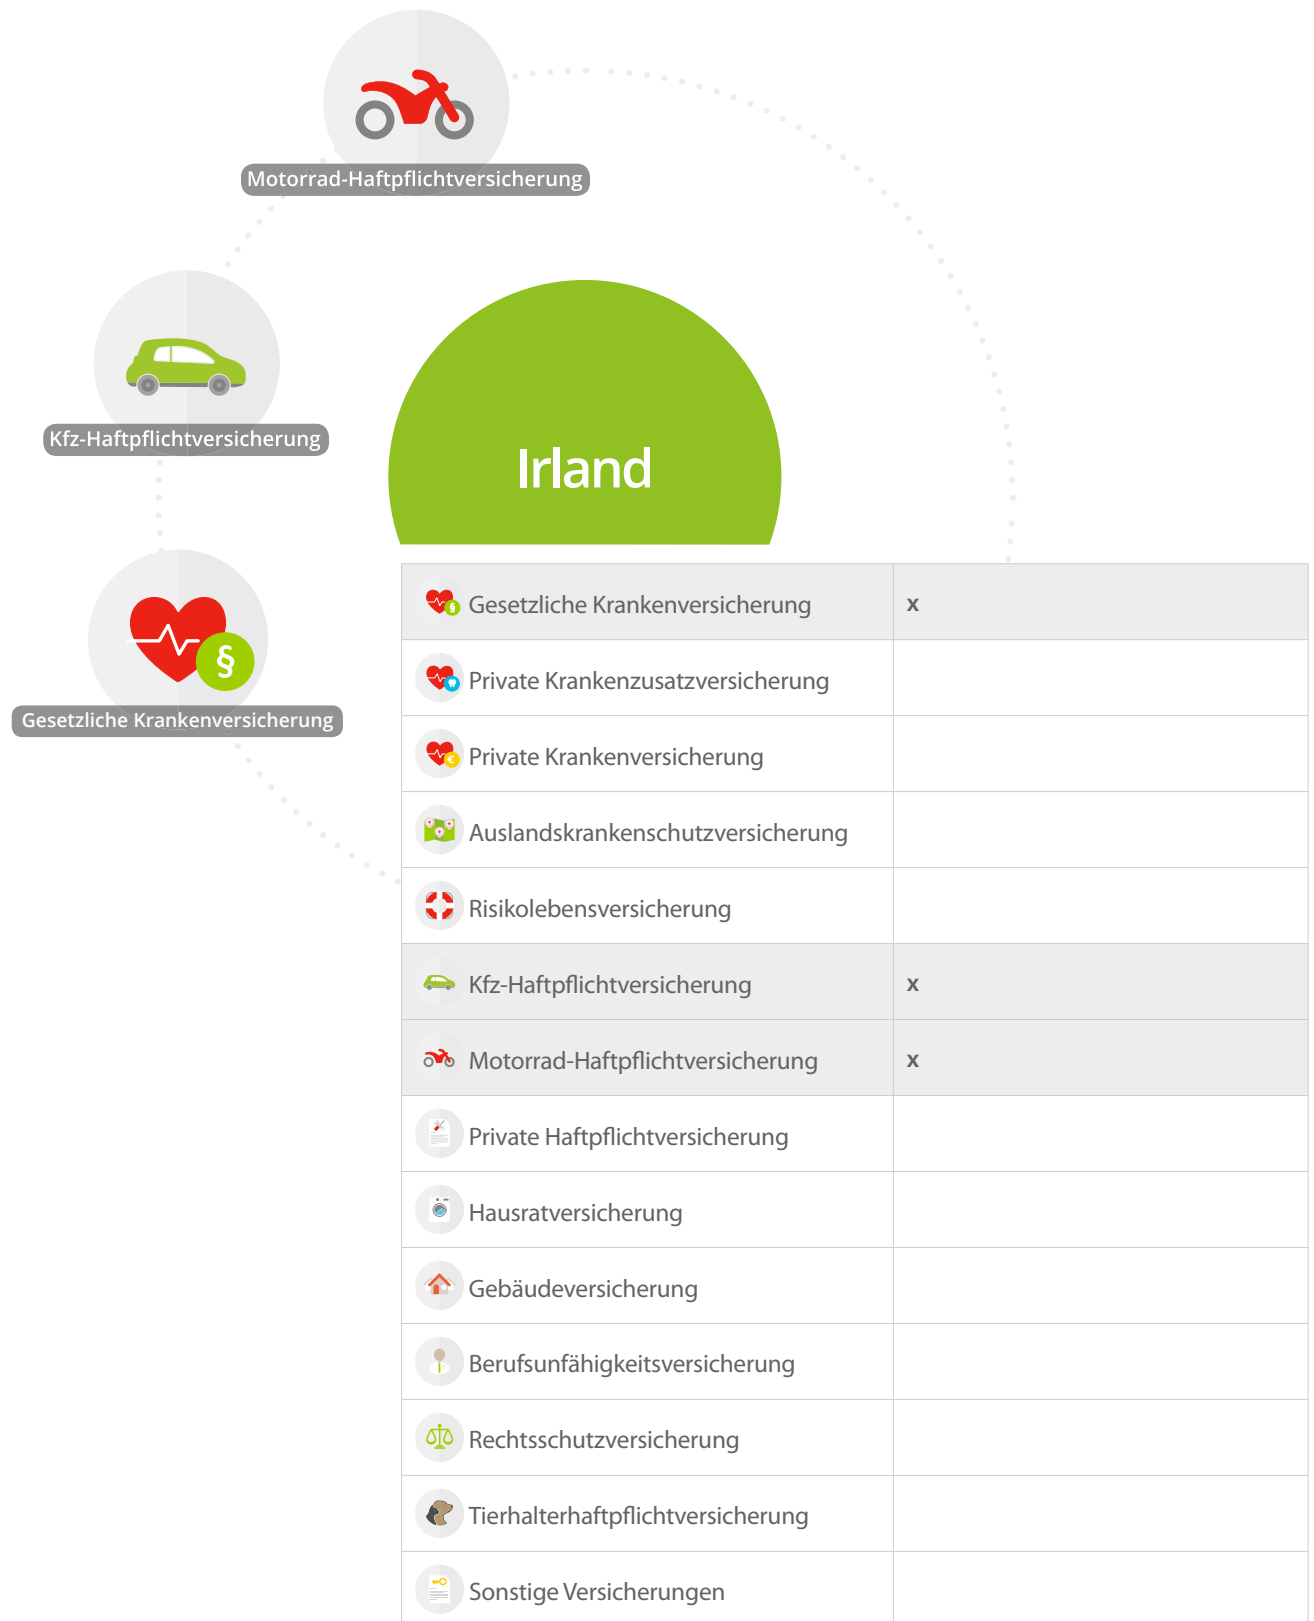 Motorrad-Haftpflichtversicherung
Kfz-Haftpflichtversicherung
Irland
§
Gesetzliche Krankenversicherung
§ Gesetzliche Krankenversicherung x
Private Krankenzusatzversicherung
€ Private Krankenversicherung
Auslandskrankenschutzversicherung
Risikolebensversicherung
Kfz-Haftpflichtversicherung x
Motorrad-Haftpflichtversicherung x
Private Haftpflichtversicherung
Hausratversicherung
Gebäudeversicherung
Berufsunfähigkeitsversicherung
Rechtsschutzversicherung
Tierhalterhaftpflichtversicherung
Sonstige Versicherungen